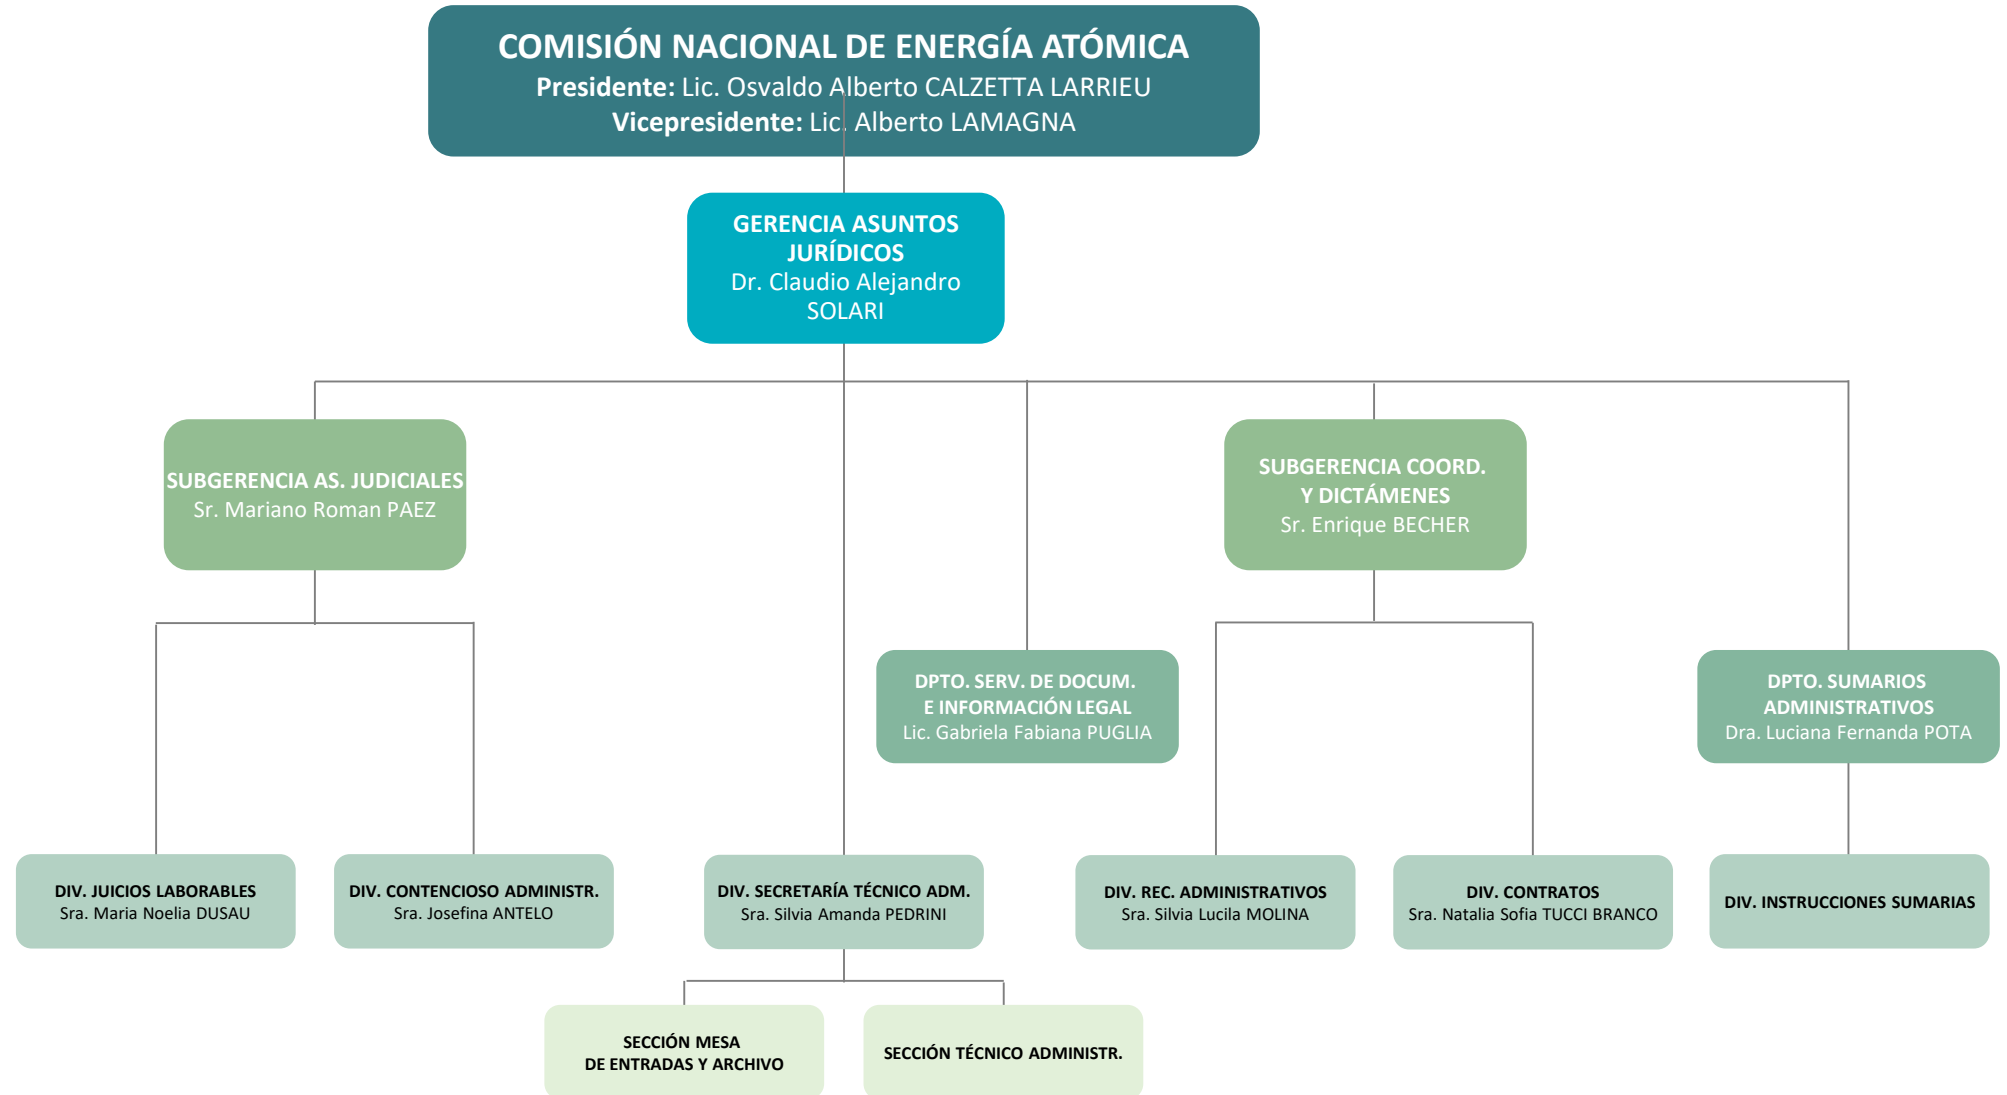 COMISIÓN NACIONAL DE ENERGÍA ATÓMICA
Presidente: Lic. Osvaldo Alberto CALZETTA LARRIEU
Vicepresidente: Lic. Alberto LAMAGNA
GERENCIA ASUNTOS
JURÍDICOS
Dr. Claudio Alejandro
SOLARI
SUBGERENCIA AS. JUDICIALES
Sr. Mariano Roman PAEZ
SUBGERENCIA COORD.
Y DICTÁMENES
Sr. Enrique BECHER
DPTO. SERV. DE DOCUM.
E INFORMACIÓN LEGAL
Lic. Gabriela Fabiana PUGLIA
DPTO. SUMARIOS
ADMINISTRATIVOS
Dra. Luciana Fernanda POTA
DIV. JUICIOS LABORABLES
Sra. Maria Noelia DUSAU
DIV. CONTENCIOSO ADMINISTR.
Sra. Josefina ANTELO
DIV. SECRETARÍA TÉCNICO ADM.
Sra. Silvia Amanda PEDRINI
DIV. REC. ADMINISTRATIVOS
Sra. Silvia Lucila MOLINA
DIV. CONTRATOS
Sra. Natalia Sofia TUCCI BRANCO
DIV. INSTRUCCIONES SUMARIAS
SECCIÓN MESA
DE ENTRADAS Y ARCHIVO
SECCIÓN TÉCNICO ADMINISTR.